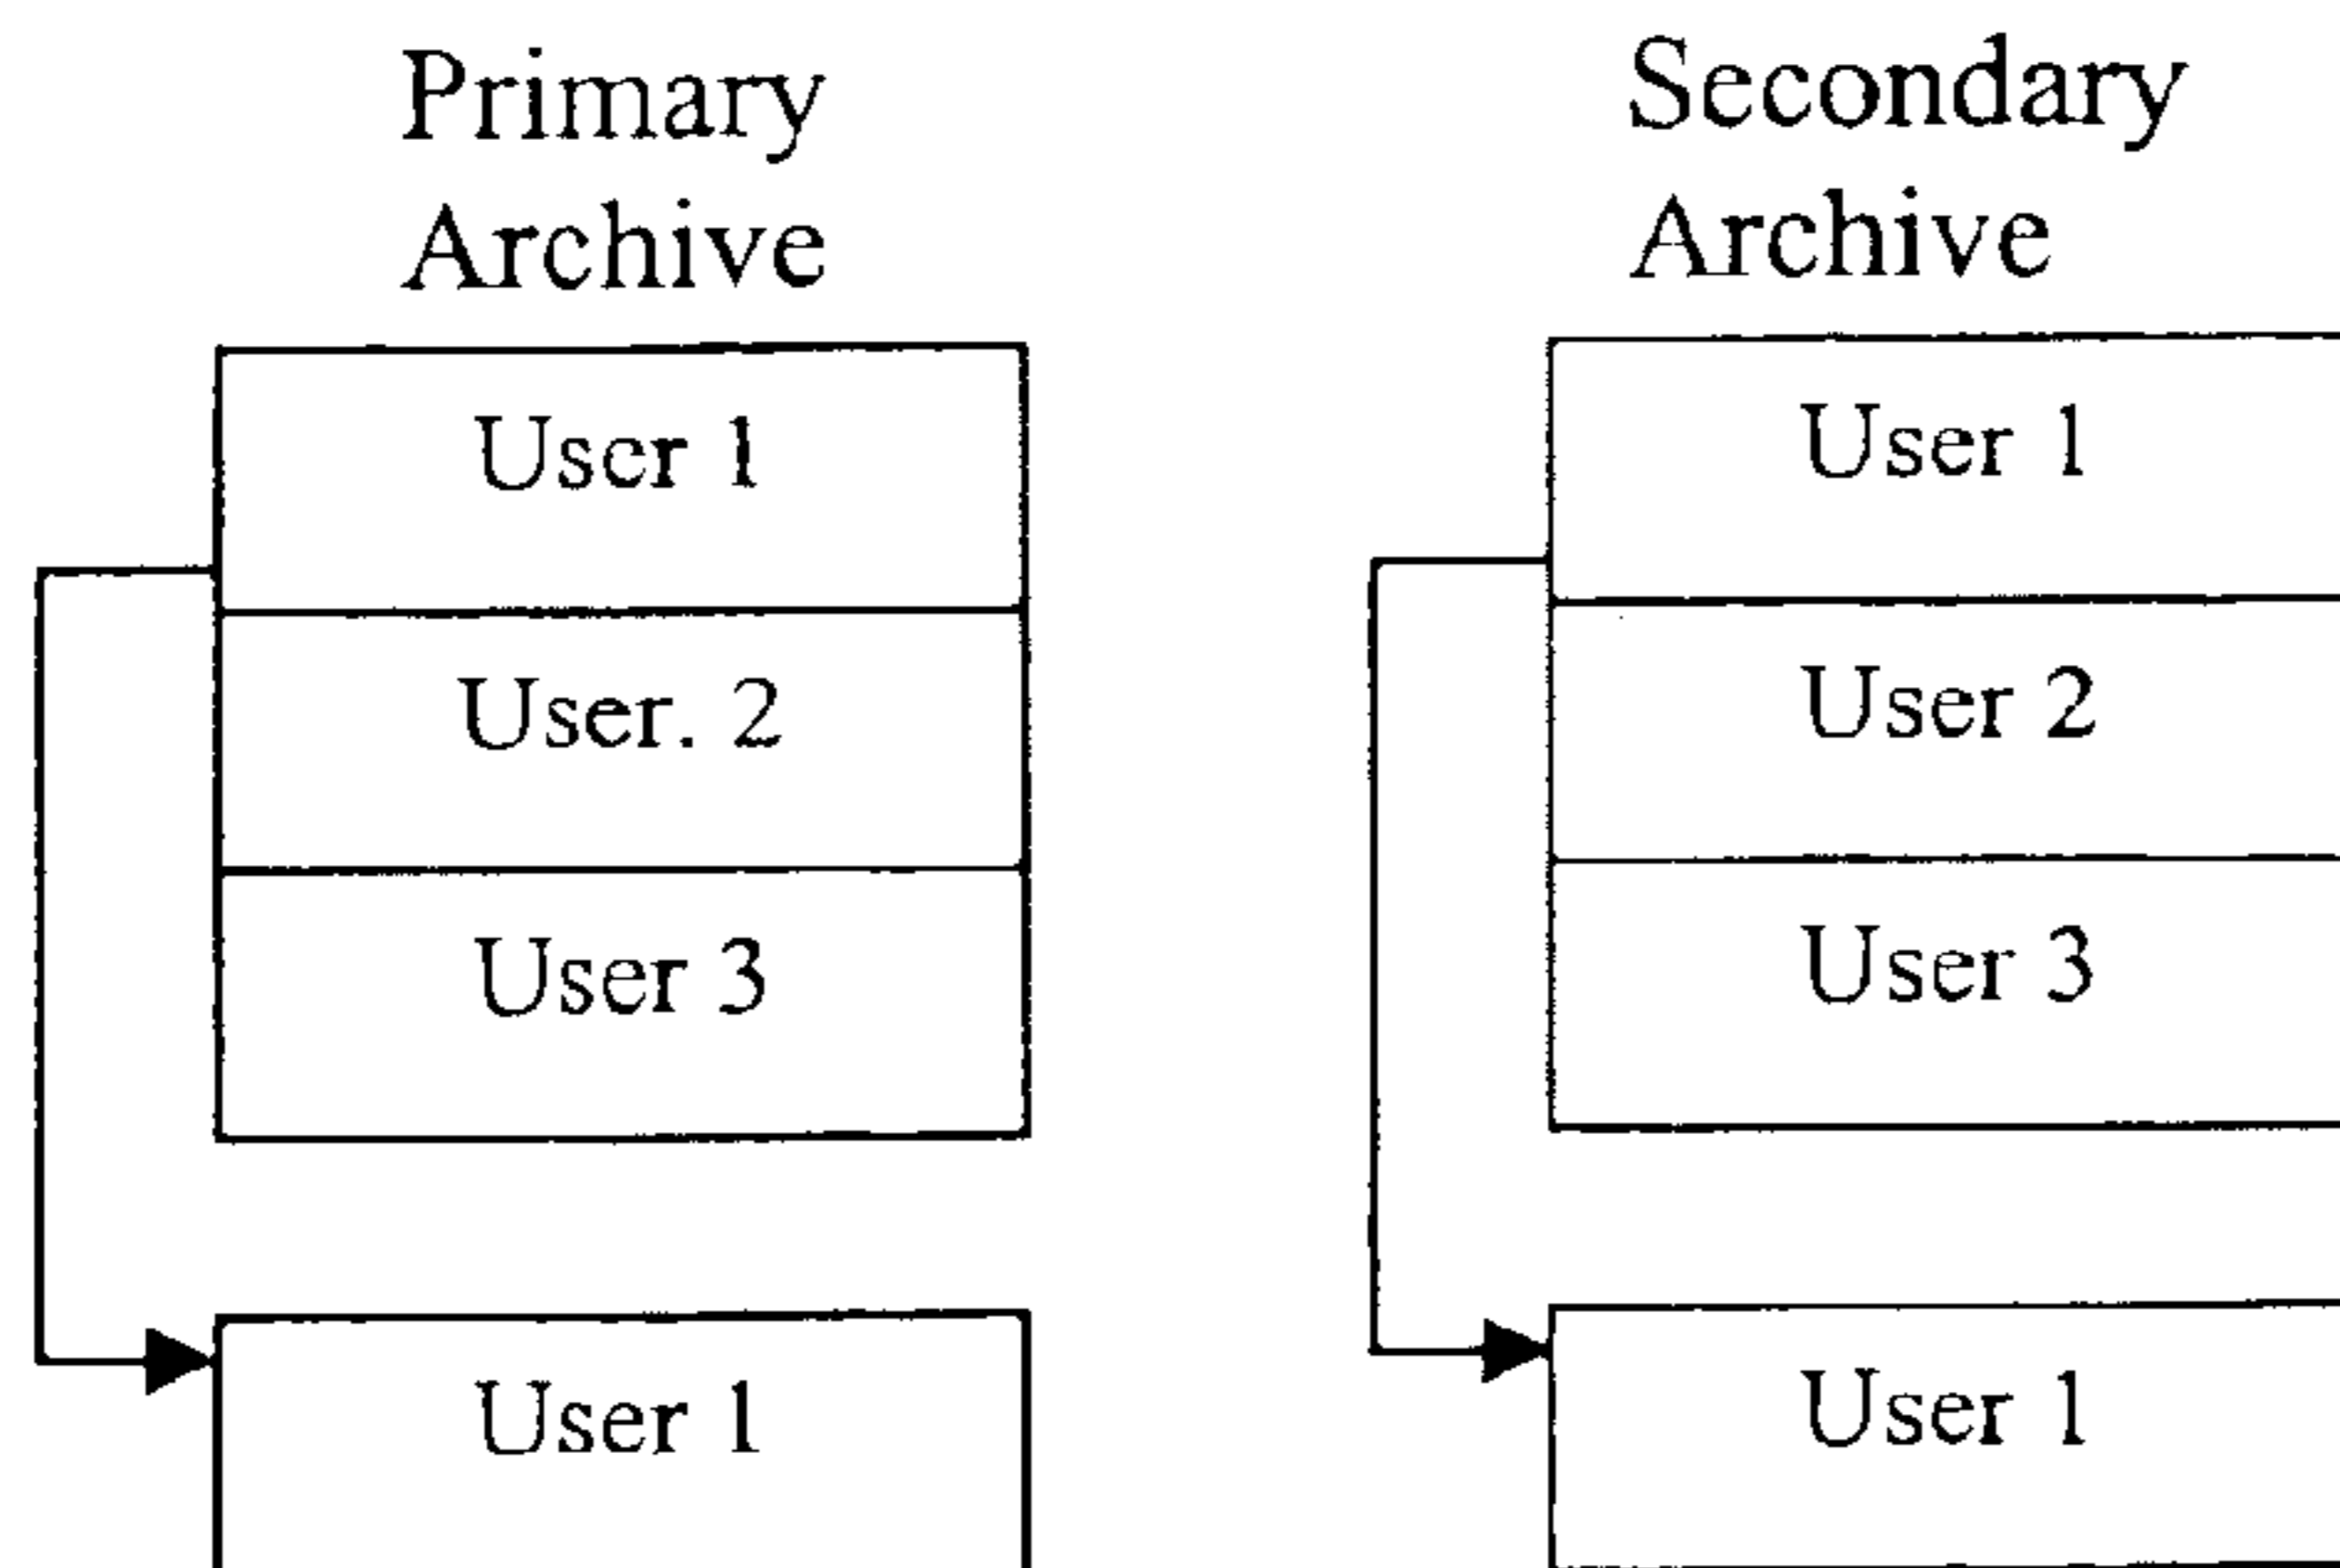 Primary
Archive
User 1
User. 2
User 3
User 1
Secondary
Archive
User 1
User 2
User 3
User 1